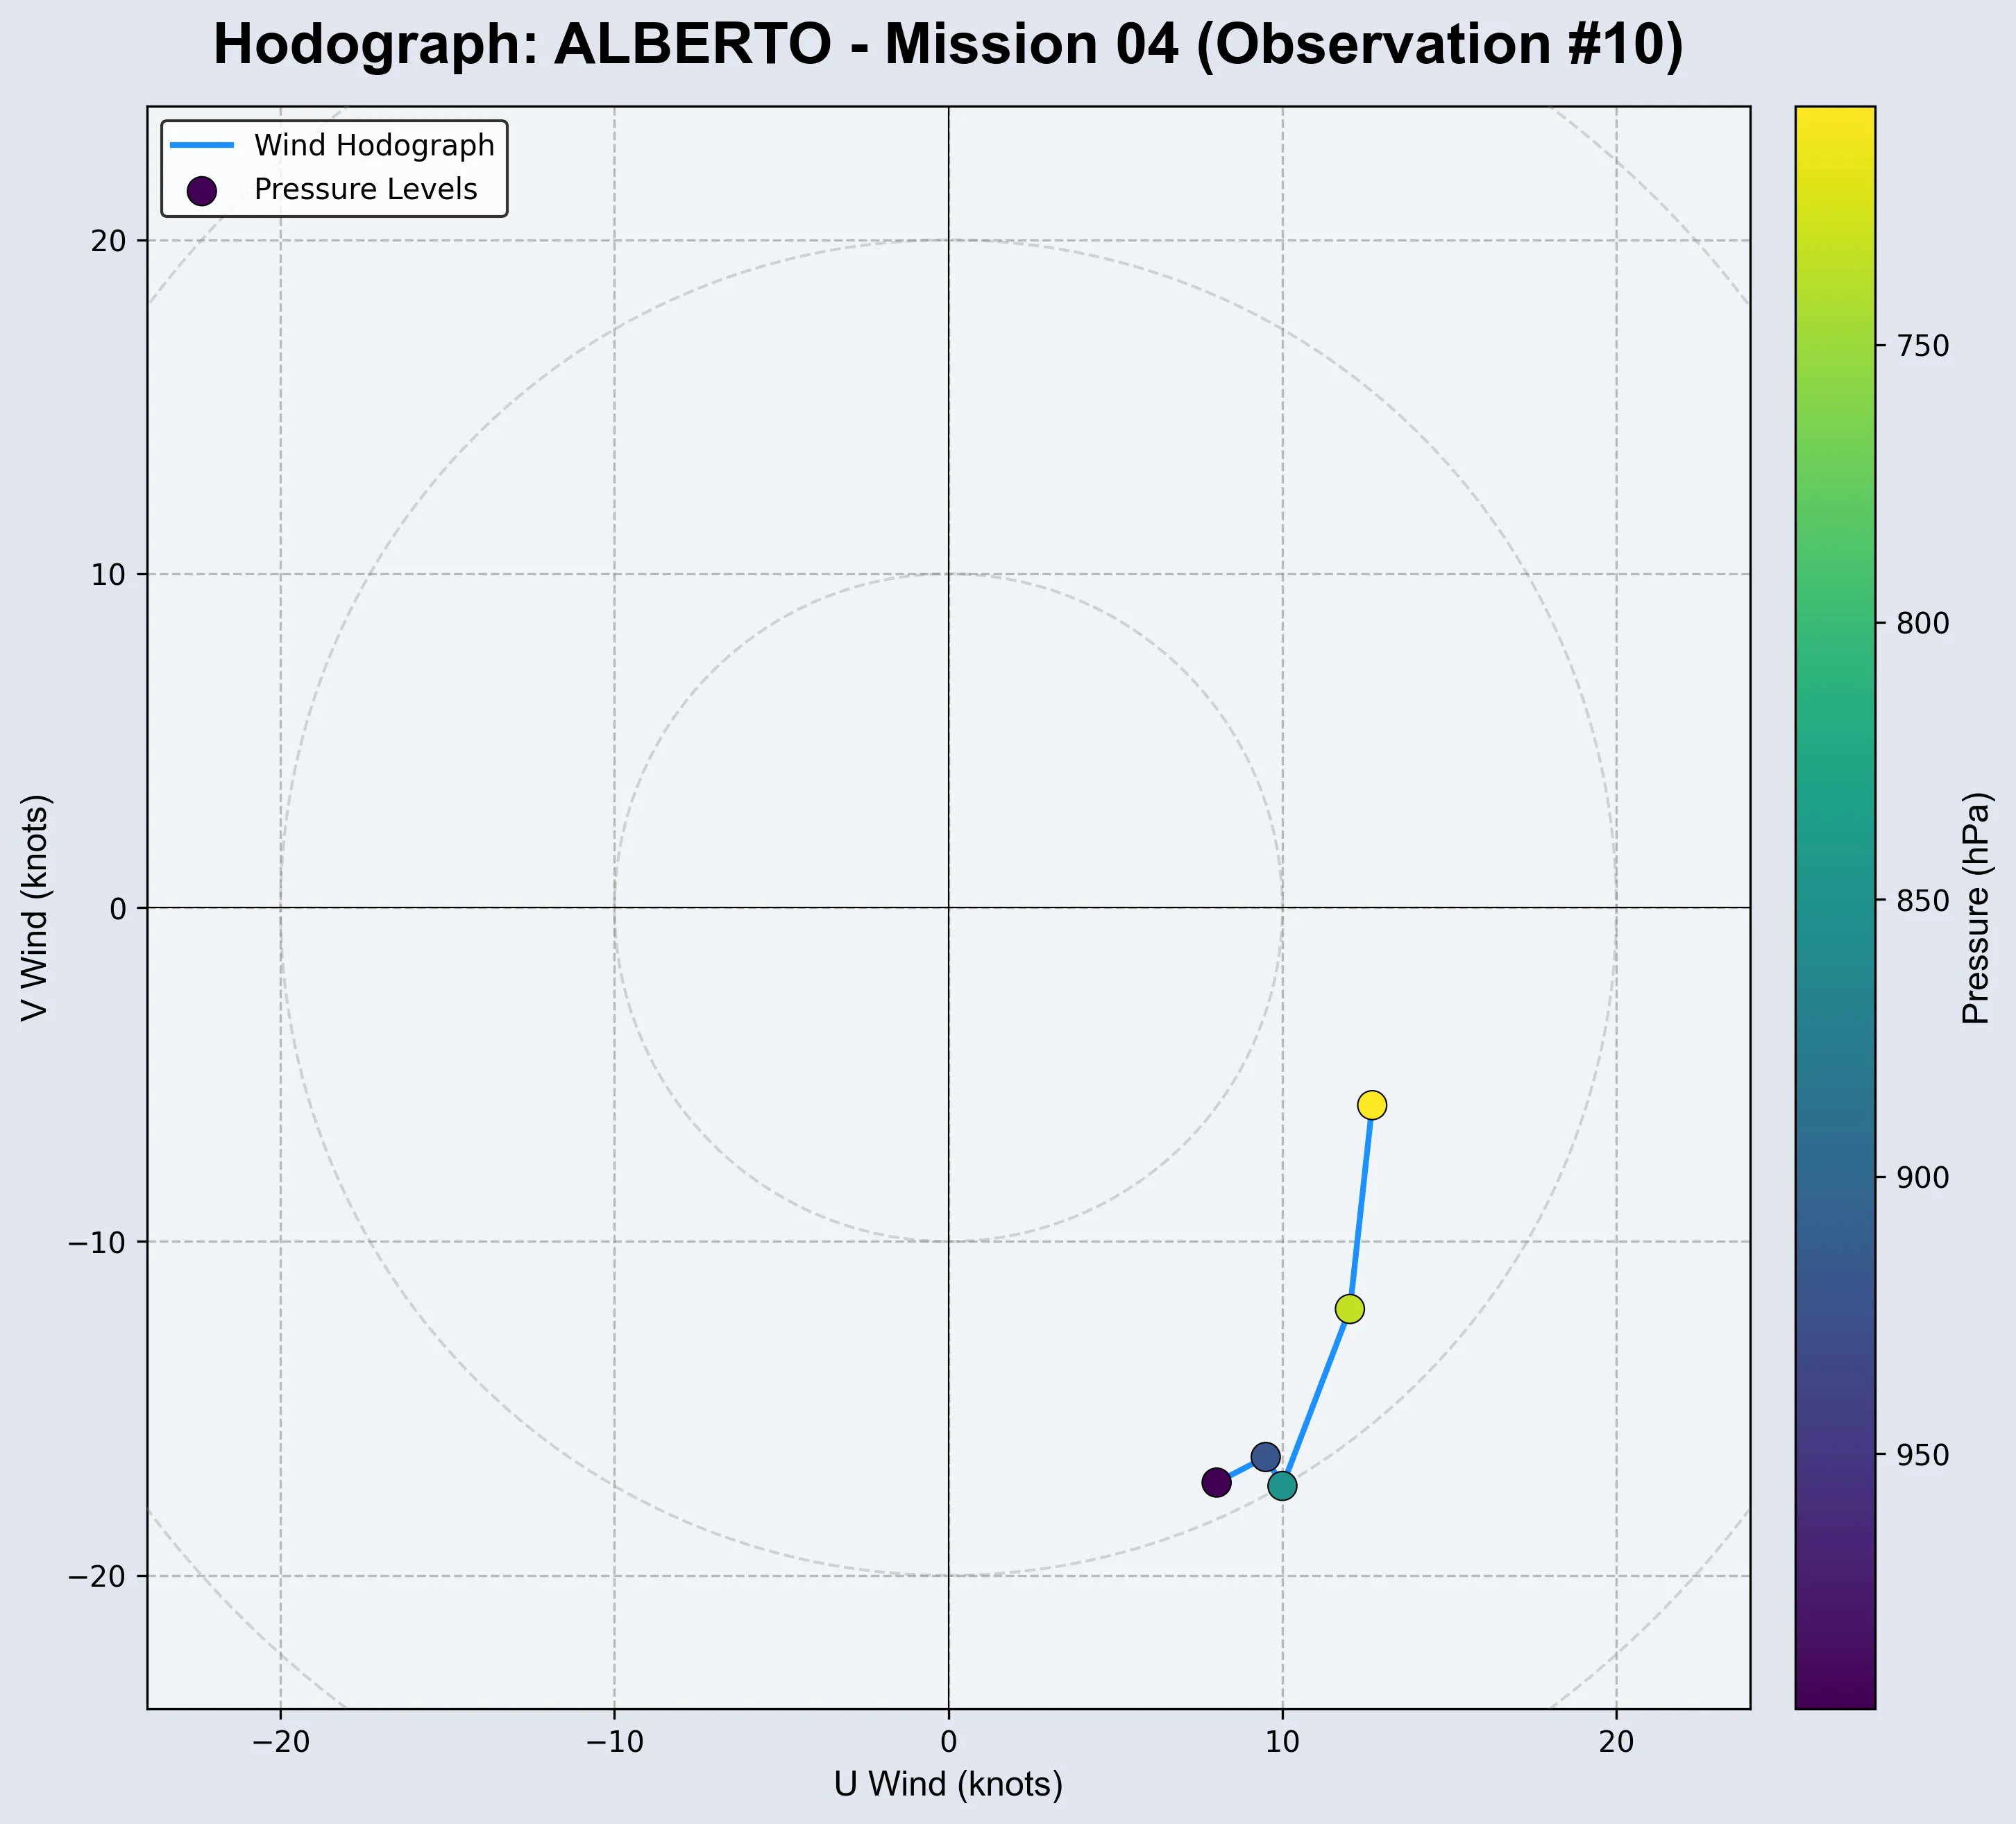 Hodograph: ALBERTO - Mission 04 (Observation #10)
Wind Hodograph
Pressure Levels
20
10
0
−10
−20
V Wind (knots)
−20
−10
0
10
20
U Wind (knots)
750
800
850
900
950
Pressure (hPa)